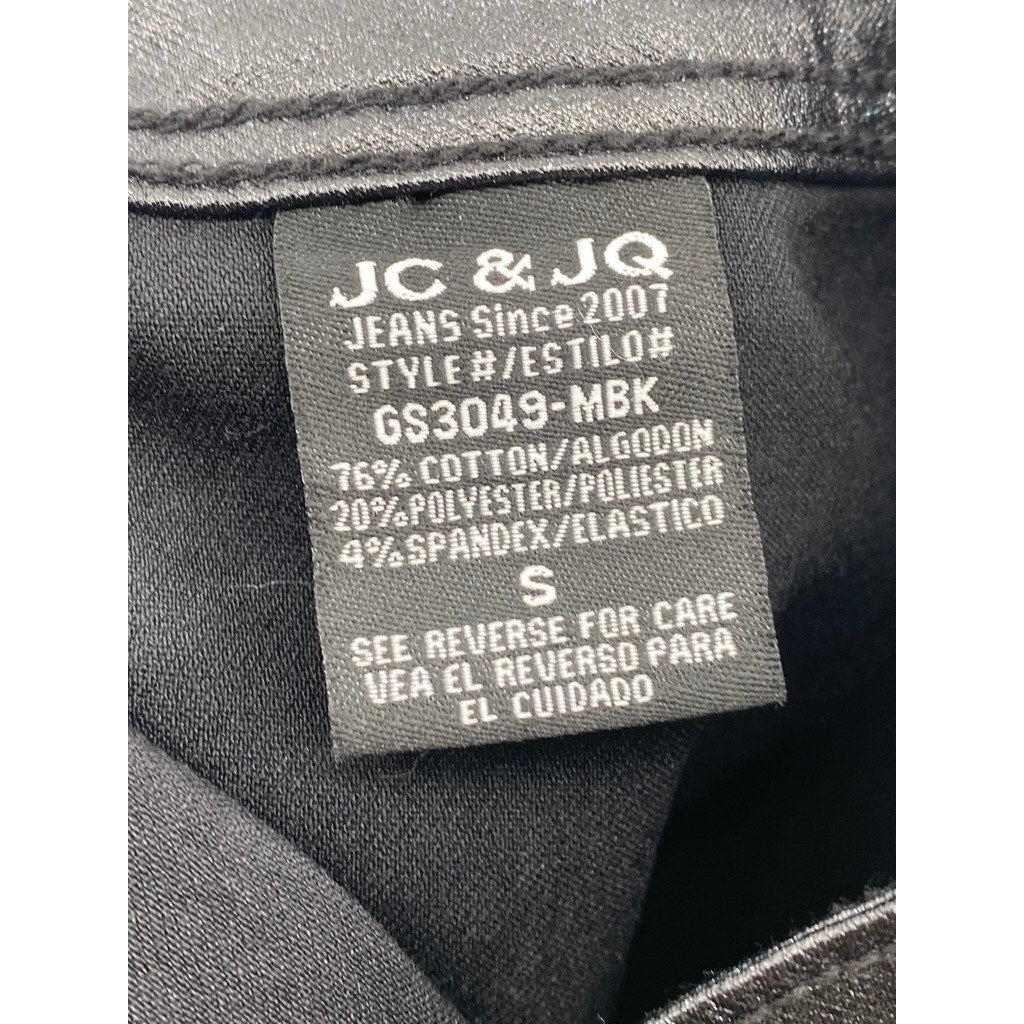 JC & JQ
JEANS Since 2007
STYLE#/ESTILO#
GS3049-MBK
76% COTTON/ALGODON
20%POLYESTER/POLIESTER
4%SPANDEX/ELASTICO
S
SEE REVERSE FOR CARE
VEA EL REVERSO PARA
EL CUIDADO